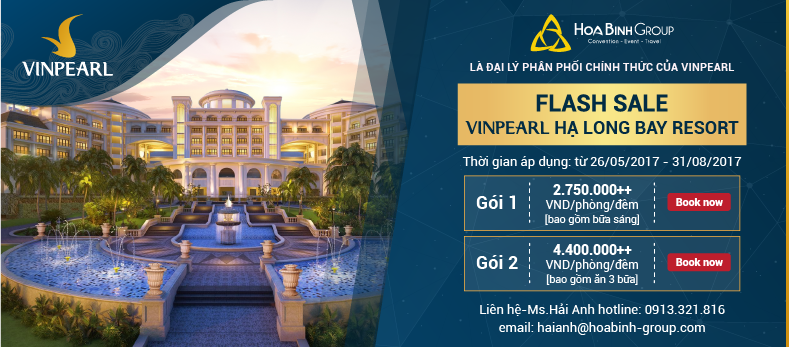 VINPEARL
HOA BINH GROUP
Convention - Event - Travel
LÀ ĐẠI LÝ PHÂN PHỐI CHÍNH THỨC CỦA VINPEARL
FLASH SALE
VINPEARL HẠ LONG BAY RESORT
Thời gian áp dụng: từ 26/05/2017 - 31/08/2017
Gói 1
2.750.000++
VND/phòng/đêm
[bao gồm bữa sáng]
Book now
Gói 2
4.400.000++
VND/phòng/đêm
[bao gồm ăn 3 bữa]
Book now
Liên hệ-Ms.Hải Anh hotline: 0913.321.816
email: haianh@hoabinh-group.com